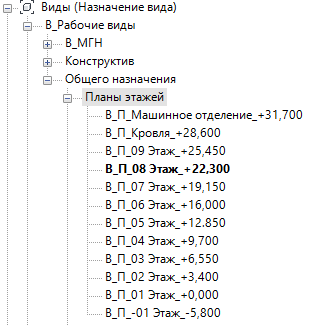 Виды (Назначение вида)
В_Рабочие виды
В_МГН
Конструктив
Общего назначения
Планы этажей
В_П_Машинное отделение_+31,700
В_П_Кровля_+28,600
В_П_09 Этаж_+25,450
В_П_08 Этаж_+22,300
В_П_07 Этаж_+19,150
В_П_06 Этаж_+16,000
В_П_05 Этаж_+12.850
В_П_04 Этаж_+9,700
В_П_03 Этаж_+6,550
В_П_02 Этаж_+3,400
В_П_01 Этаж_+0,000
В_П_-01 Этаж_-5,800